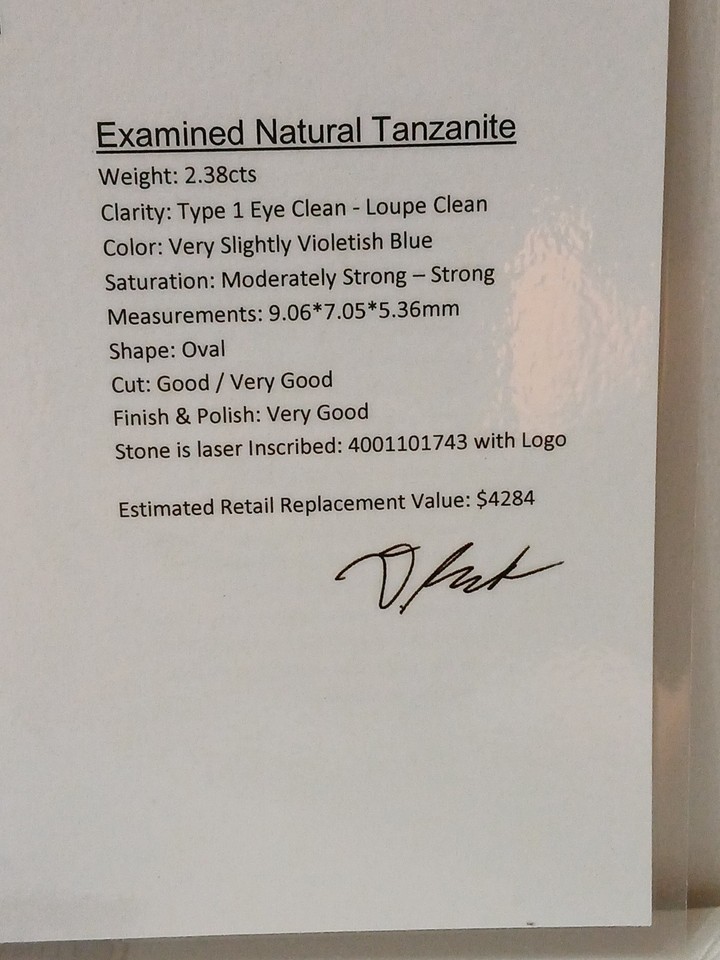 Examined Natural Tanzanite
Weight: 2.38cts
Clarity: Type 1 Eye Clean - Loupe Clean
Color: Very Slightly Violetish Blue
Saturation: Moderately Strong – Strong
Measurements: 9.06*7.05*5.36mm
Shape: Oval
Cut: Good / Very Good
Finish & Polish: Very Good
Stone is laser Inscribed: 4001101743 with Logo
Estimated Retail Replacement Value: $4284